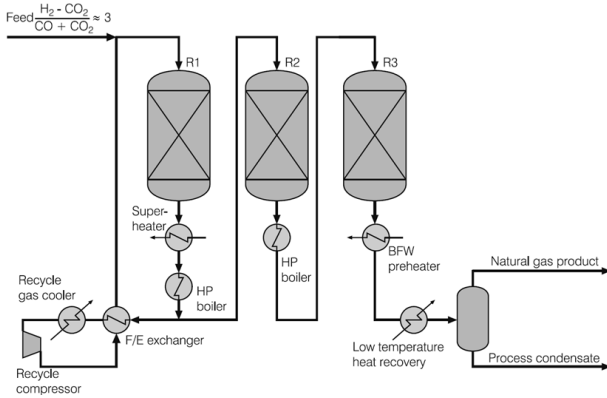 Feed H₂ - CO₂ / CO + CO₂ ≈ 3
R1
R2
R3
Super-
heater
HP
boiler
HP
boiler
BFW
preheater
Recycle
gas cooler
F/E exchanger
Recycle
compressor
Low temperature
heat recovery
Natural gas product
Process condensate